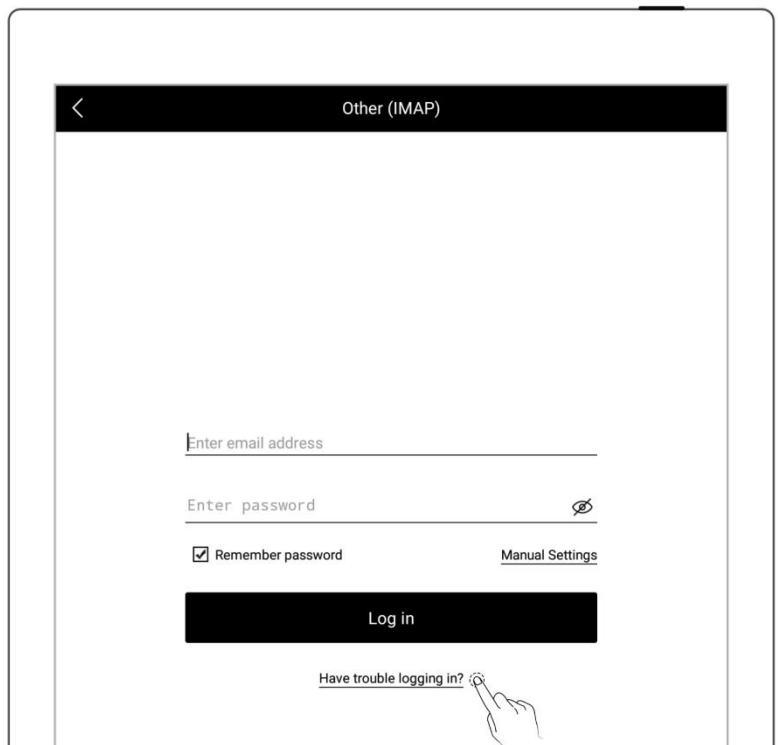 Other (IMAP)
Enter email address
Enter password
Remember password
Manual Settings
Log in
Have trouble logging in?